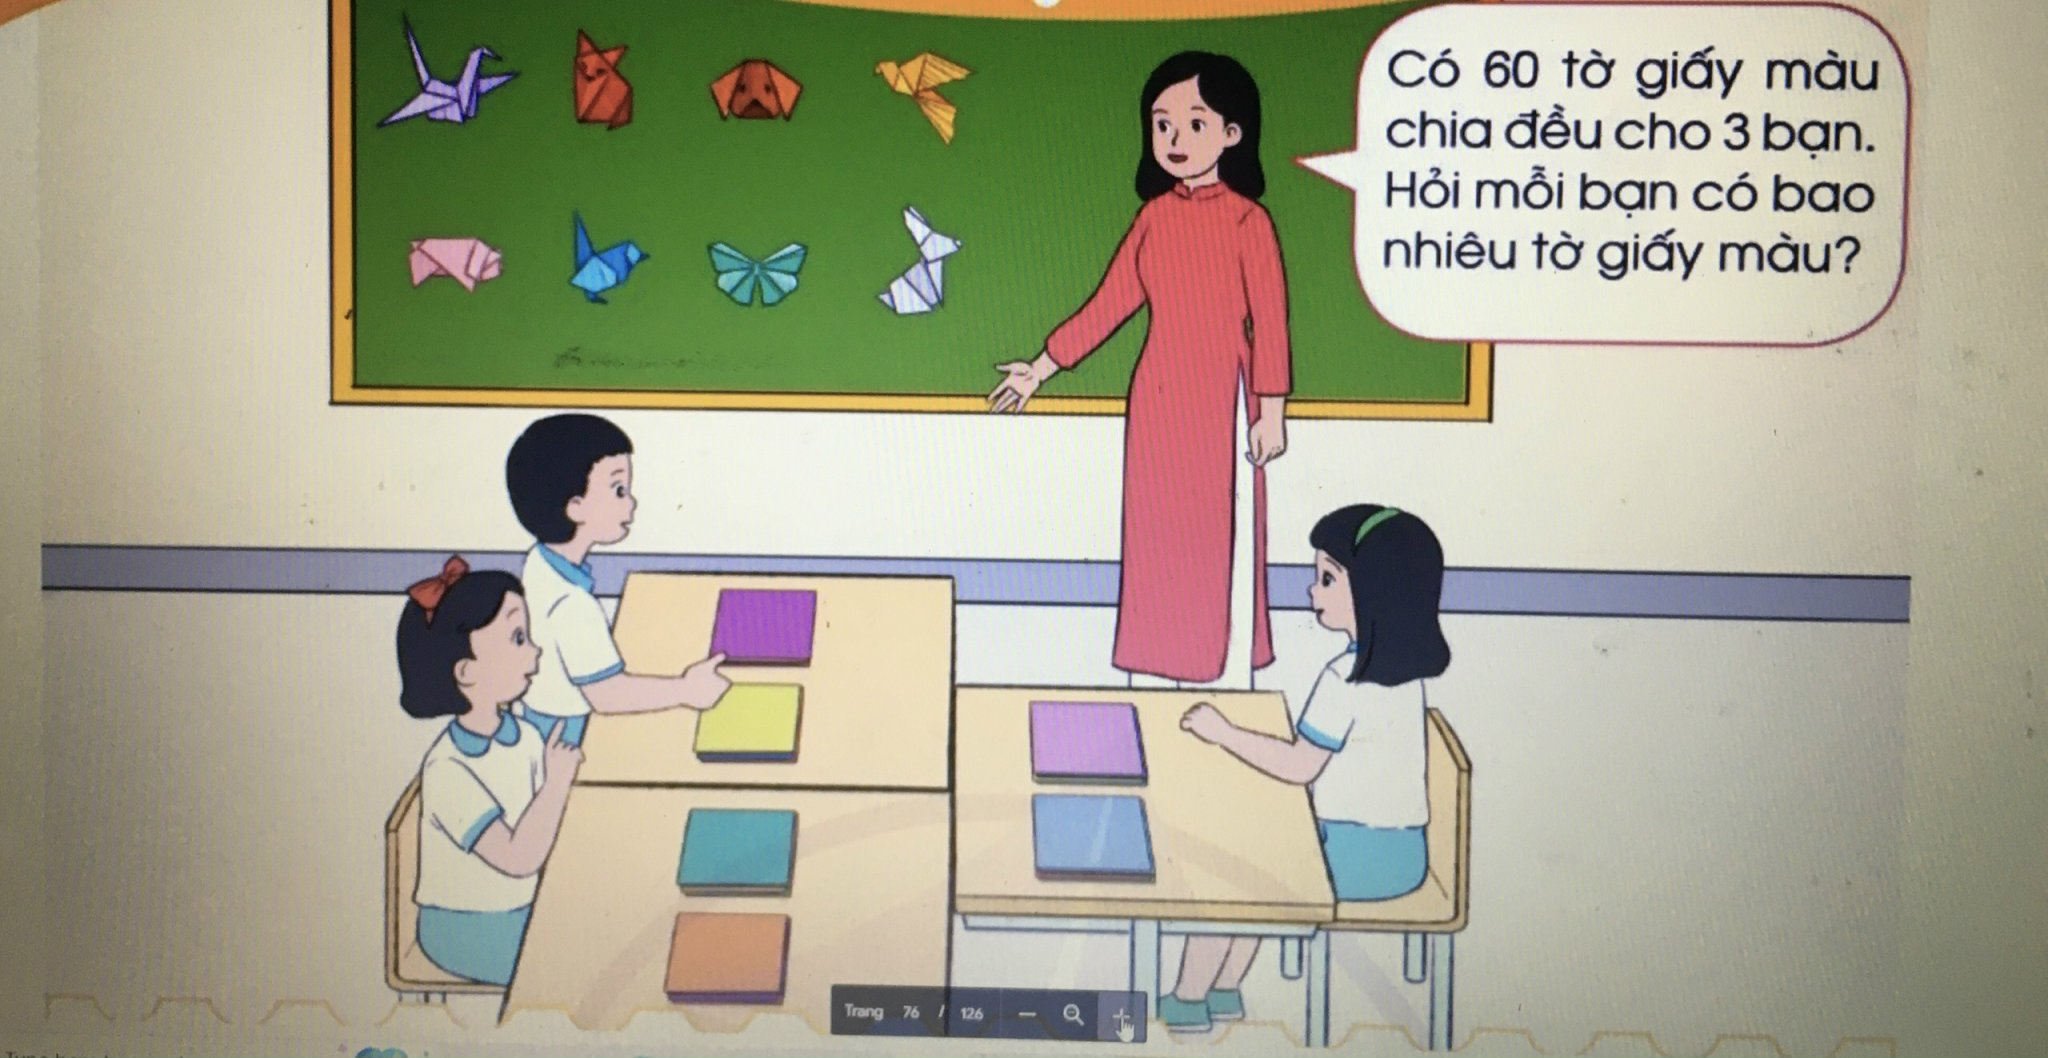 Có 60 tờ giấy màu
chia đều cho 3 bạn.
Hỏi mỗi bạn có bao
nhiêu tờ giấy màu?
Trang 76 / 126